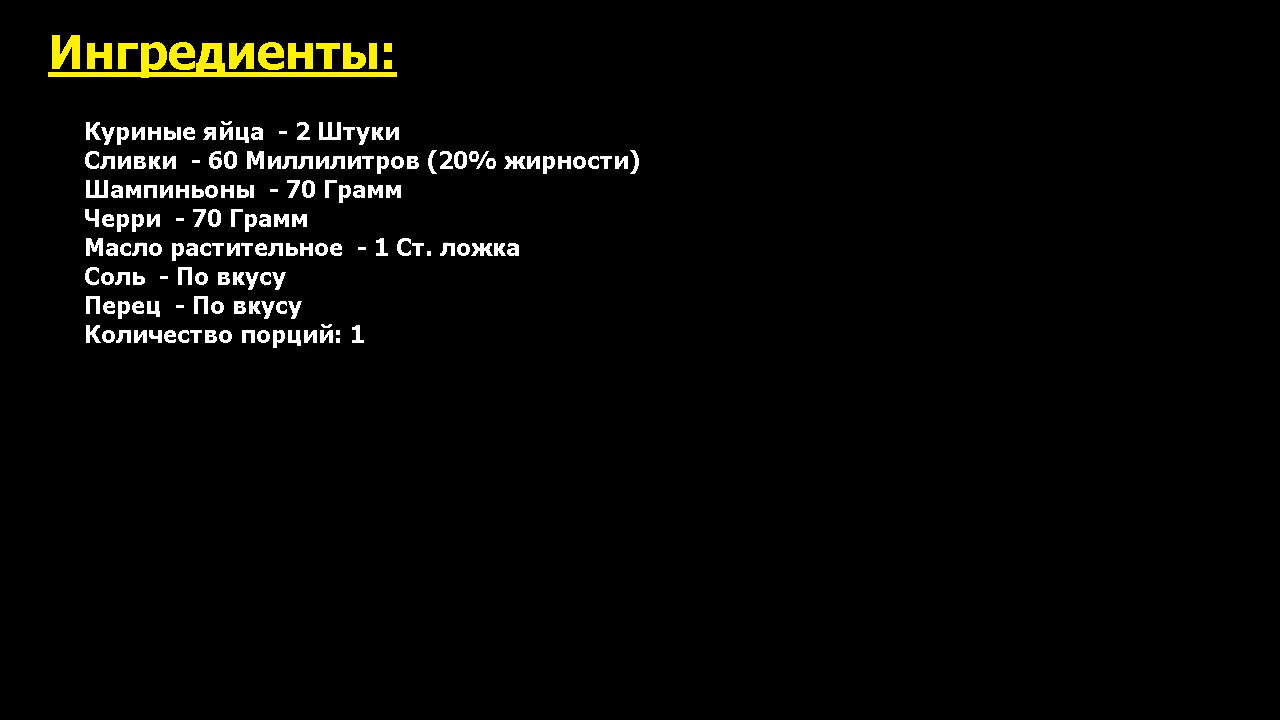 Ингредиенты:
Куриные яйца  - 2 Штуки
Сливки  - 60 Миллилитров (20% жирности)
Шампиньоны  - 70 Грамм
Черри  - 70 Грамм
Масло растительное  - 1 Ст. ложка
Соль  - По вкусу
Перец  - По вкусу
Количество порций: 1